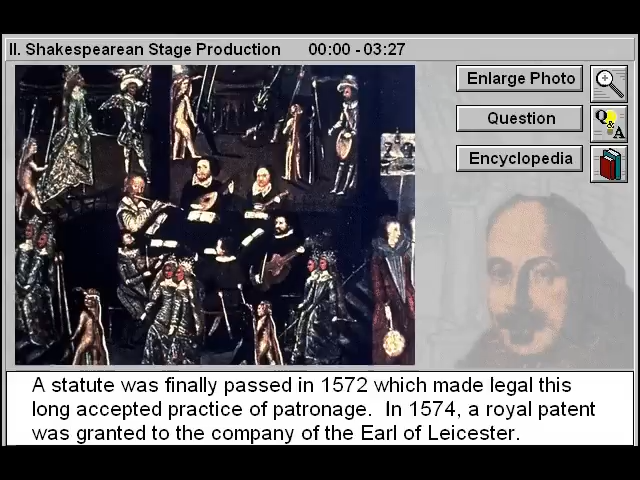 II. Shakespearean Stage Production 00:00 - 03:27
Enlarge Photo
Question
Q & A
Encyclopedia
A statute was finally passed in 1572 which made legal this
long accepted practice of patronage. In 1574, a royal patent
was granted to the company of the Earl of Leicester.